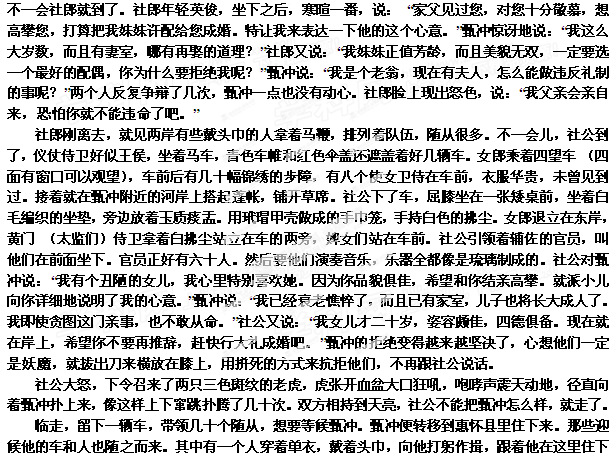 不一会社郎就到了。社郎年轻英俊，坐下之后，寒暄一番，说： “家父见过您，对您十分敬慕，想
高攀您，打算把我妹妹许配给您成婚。特让我来表达一下他的这个心意。”甄冲惊讶地说：“我这么
大岁数，而且有妻室，哪有再娶的道理？”社郎又说：“我妹妹正值芳龄，而且美貌无双，一定要选
一个最好的配偶，你为什么要拒绝我呢？”甄冲说：“我是个老翁，现在有夫人，怎么能做违反礼制
的事呢？”两个人反复争辩了几次，甄冲一点也没有动心。社郎脸上现出怒色，说：“我父亲会亲自
来，恐怕你就不能违命了吧。”
社郎刚离去，就见两岸有些戴头巾的人拿着马鞭，排列着队伍，随从很多。不一会儿，社公到
了，仪仗侍卫好似王侯，坐着马车，青色车帷和红色伞盖还遮盖着好几辆车。女郎乘着四望车 （四
面有窗口可以观望），车前后有几十幅锦绣的步障，有八个使女卫侍在车前，衣服华贵，未曾见到
过。接着就在甄冲附近的河岸上搭起蓬帐，铺开草席。社公下了车，屈膝坐在一张矮桌前，坐着白
毛编织的坐垫，旁边放着玉质痰盂。用玳瑁甲壳做成的手巾笼，手持白色的拂尘。女郎退立在东岸，
黄门 （太监们）侍卫拿着白拂尘站立在车的两旁，婢女们站在车前。社公引领着辅佐的官员，叫
他们在前面坐下。官员正好有六十人。然后要他们演奏音乐，乐器全都像是琉璃制成的。社公对甄
冲说：“我有个丑陋的女儿，我心里特别喜欢她。因为你品貌俱佳，希望和你结亲高攀。就派小儿
向你详细地说明了我的心意。”甄冲说：“我已经衰老憔悴了，而且已有家室，儿子也将长大成人了。
我即使贪图这门亲事，也不敢从命。”社公又说：“我女儿才二十岁，姿容颇佳，四德俱备。现在就
在岸上，希望你不要再推辞，赶快行大礼成婚吧。”甄冲的拒绝变得越来越坚决了，心想他们一定
是妖魔，就拔出刀来横放在膝上，用拼死的方式来抗拒他们，不再跟社公说话。
社公大怒，下令召来了两只三色斑纹的老虎，虎张开血盆大口狂吼，咆哮声震天动地，径直向
着甄冲扑上来，像这样上下窜跳扑腾了几十次。双方相持到天亮，社公不能把甄冲怎么样，就走了。
临走，留下一辆车，带领几十个随从，想要等候甄冲。甄冲便转移到惠怀县里住下来。那些迎
候他的车和人也随之而来。其中有一个人穿着单衣，戴着头巾，向他打躬作揖，跟着他在这里住下